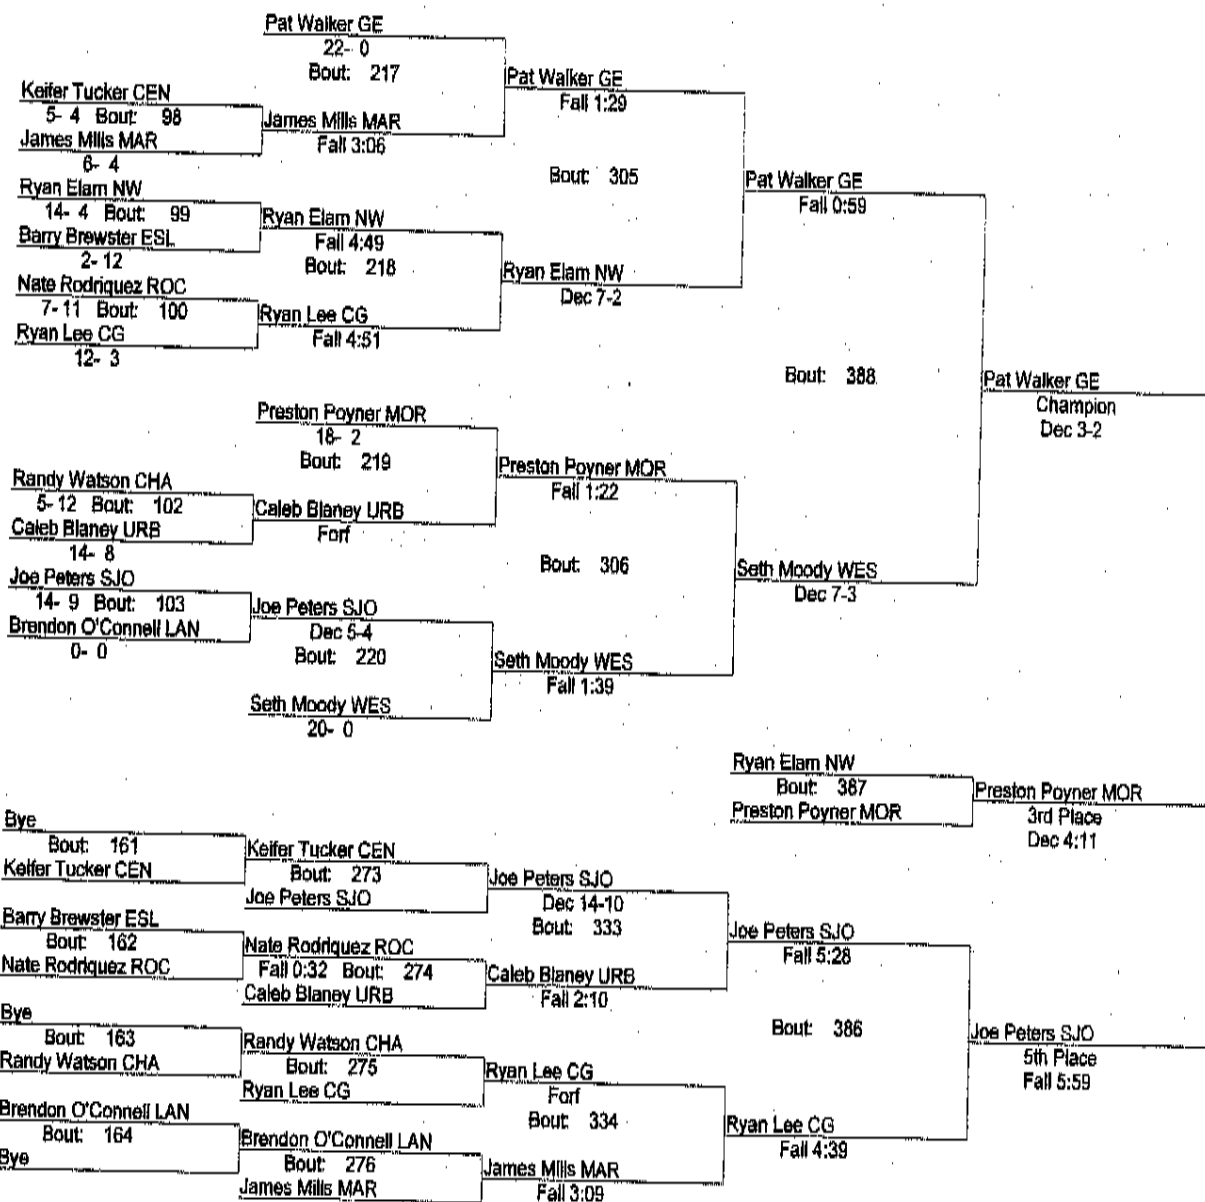 Pat Walker GE
22- 0
Bout: 217
Pat Walker GE
Fall 1:29
Keifer Tucker CEN
5- 4 Bout: 98
James Mills MAR
6- 4
James Mills MAR
Fall 3:06
Bout: 305
Pat Walker GE
Fall 0:59
Ryan Elam NW
14- 4 Bout: 99
Barry Brewster ESL
2- 12
Ryan Elam NW
Fall 4:49
Bout: 218
Ryan Elam NW
Dec 7-2
Nate Rodriquez ROC
7- 11 Bout: 100
Ryan Lee CG
12- 3
Ryan Lee CG
Fall 4:51
Bout: 388
Pat Walker GE
Champion
Dec 3-2
Preston Poyner MOR
18- 2
Bout: 219
Preston Poyner MOR
Fall 1:22
Randy Watson CHA
5- 12 Bout: 102
Caleb Blaney URB
14- 8
Caleb Blaney URB
Forf
Bout: 306
Seth Moody WES
Dec 7-3
Joe Peters SJO
14- 9 Bout: 103
Brendon O'Connell LAN
0- 0
Joe Peters SJO
Dec 5-4
Bout: 220
Seth Moody WES
Fall 1:39
Seth Moody WES
20- 0
Ryan Elam NW
Bout: 387
Preston Poyner MOR
Preston Poyner MOR
3rd Place
Dec 4:11
Bye
Bout: 161
Keifer Tucker CEN
Keifer Tucker CEN
Bout: 273
Joe Peters SJO
Joe Peters SJO
Dec 14-10
Bout: 333
Joe Peters SJO
Fall 5:28
Barry Brewster ESL
Bout: 162
Nate Rodriquez ROC
Nate Rodriquez ROC
Fall 0:32 Bout: 274
Caleb Blaney URB
Caleb Blaney URB
Fall 2:10
Bout: 386
Joe Peters SJO
5th Place
Fall 5:59
Bye
Bout: 163
Randy Watson CHA
Randy Watson CHA
Bout: 275
Ryan Lee CG
Ryan Lee CG
Forf
Bout: 334
Ryan Lee CG
Fall 4:39
Brendon O'Connell LAN
Bout: 164
Bye
Brendon O'Connell LAN
Bout: 276
James Mills MAR
James Mills MAR
Fall 3:09